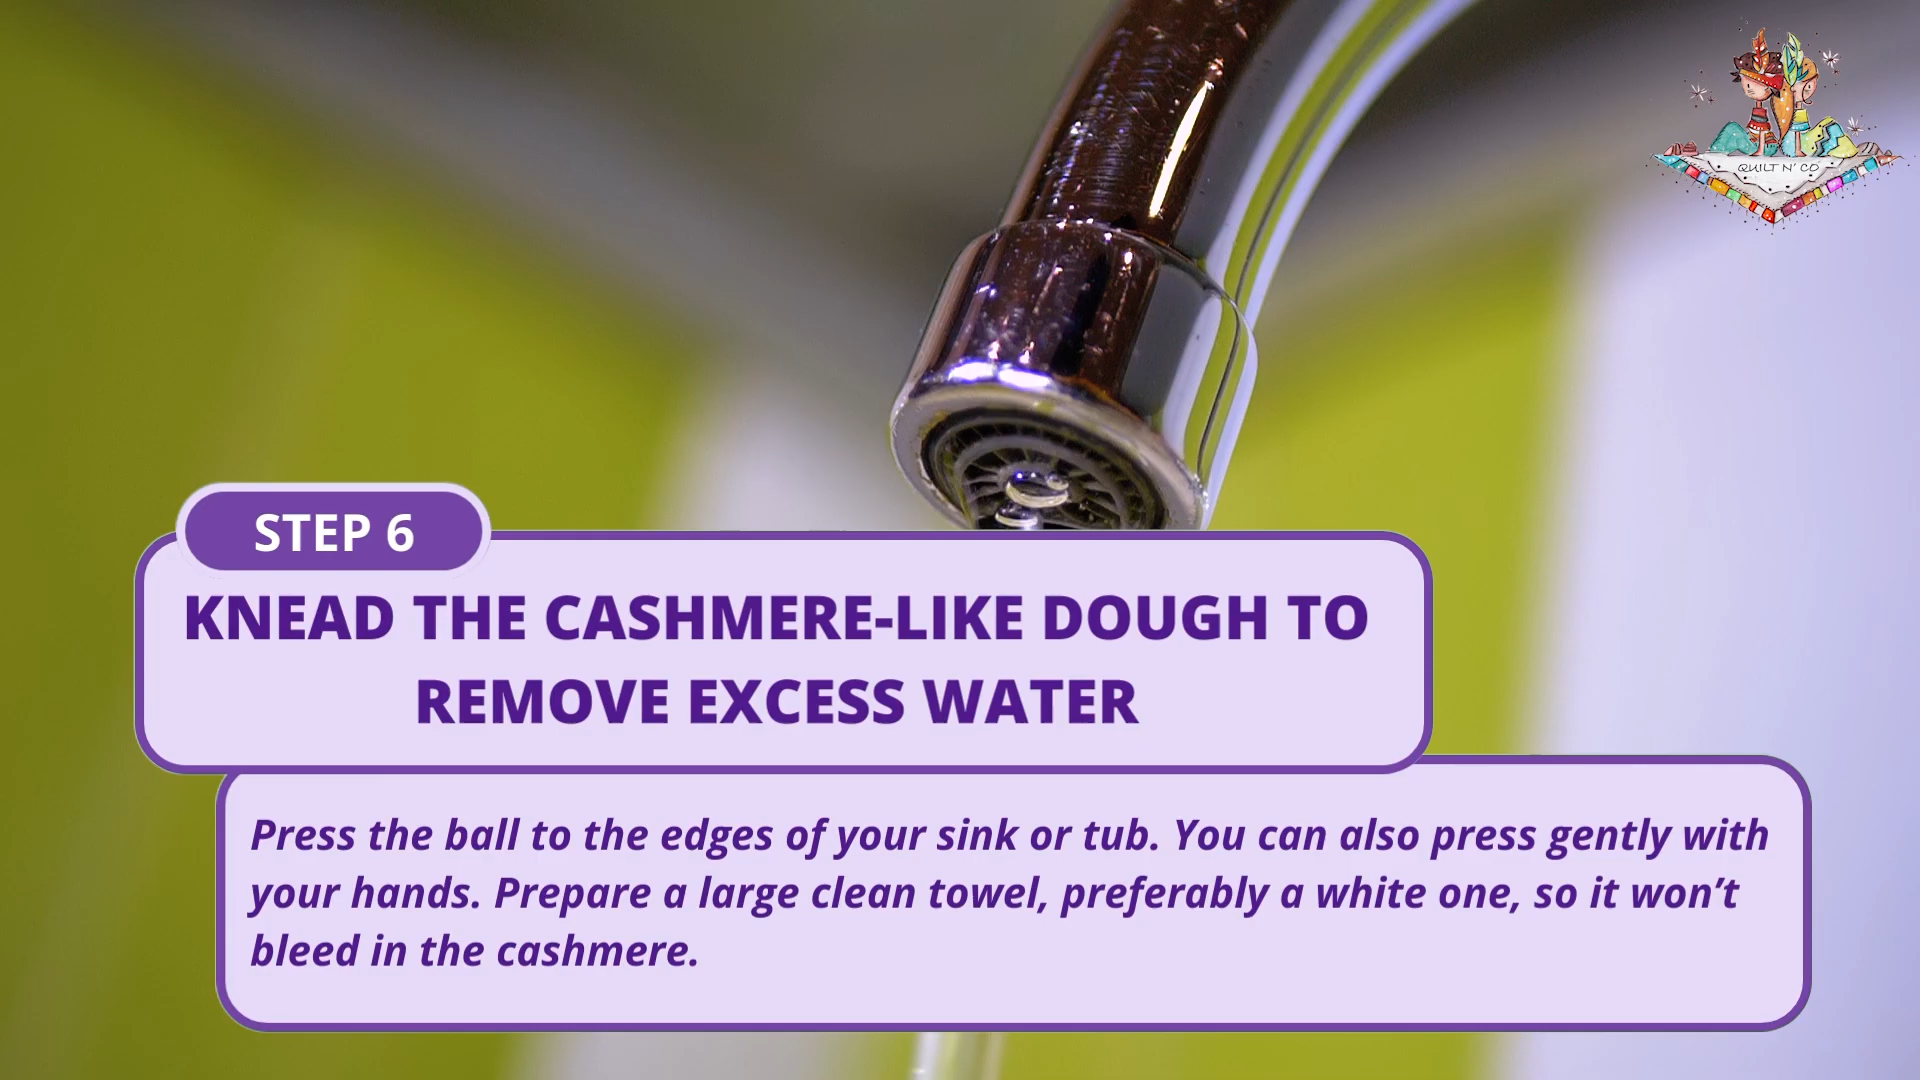 QUILT N' CO
STEP 6
KNEAD THE CASHMERE-LIKE DOUGH TO
REMOVE EXCESS WATER
Press the ball to the edges of your sink or tub. You can also press gently with
your hands. Prepare a large clean towel, preferably a white one, so it won’t
bleed in the cashmere.